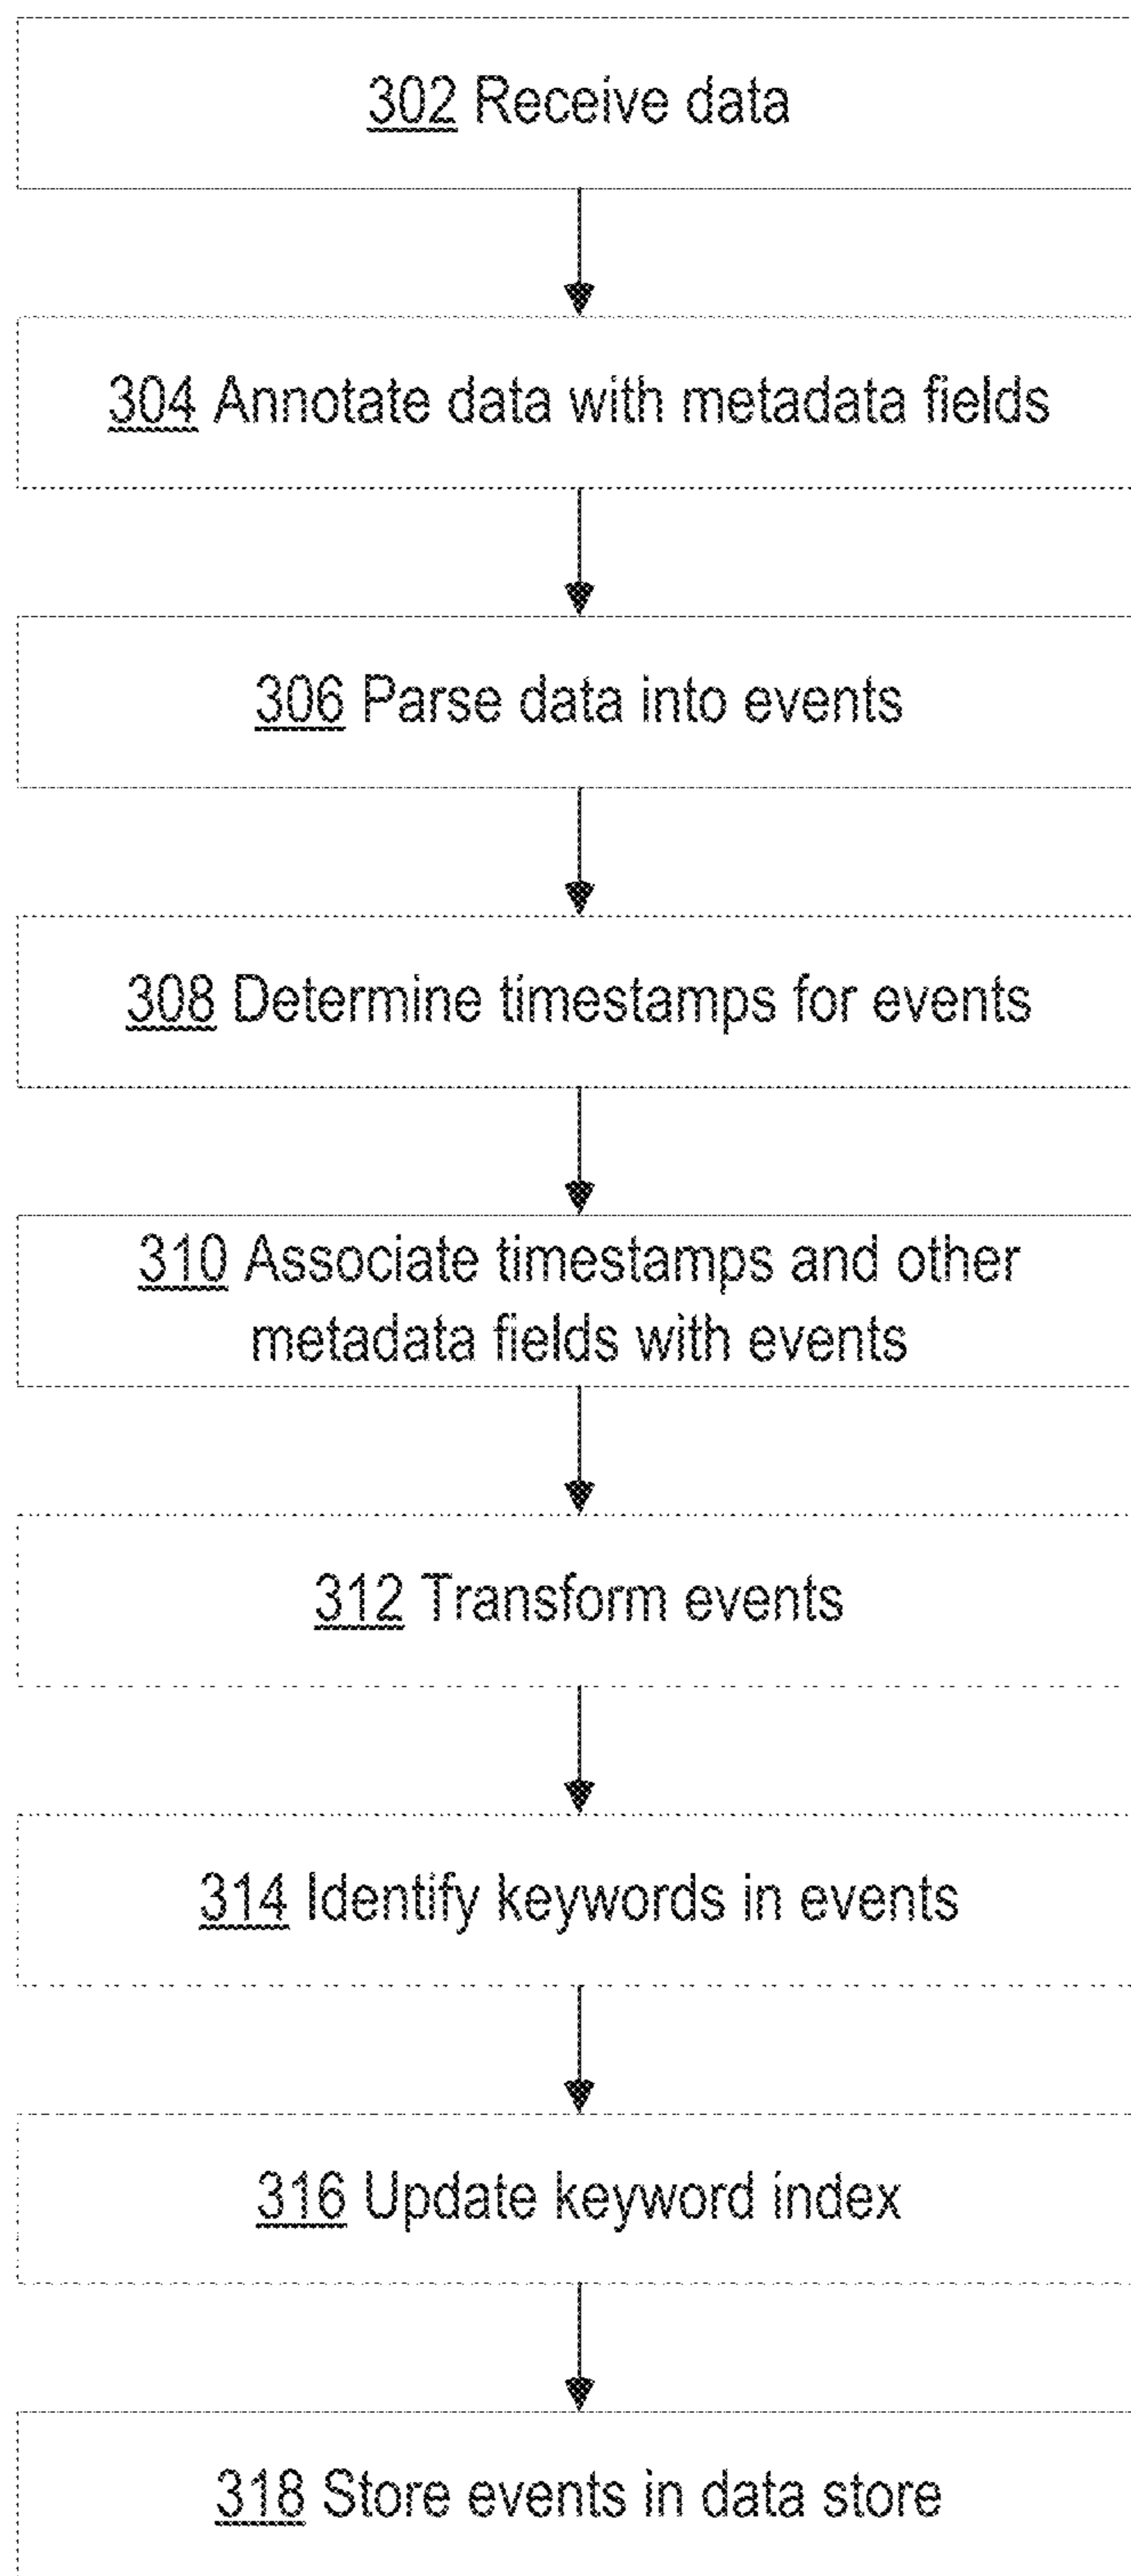 302 Receive data
304 Annotate data with metadata fields
306 Parse data into events
308 Determine timestamps for events
310 Associate timestamps and other
metadata fields with events
312 Transform events
314 Identify keywords in events
316 Update keyword index
318 Store events in data store